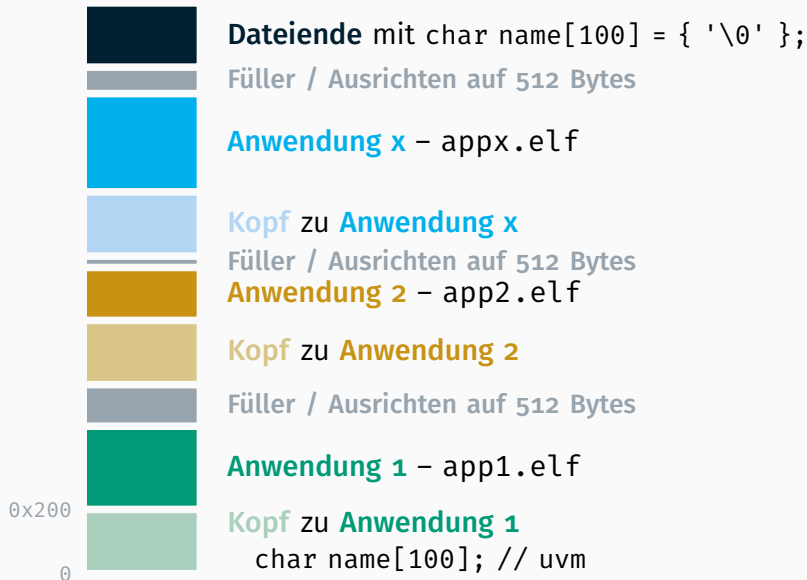 Dateiende mit char name[100] = { '\0' };
Füller / Ausrichten auf 512 Bytes
Anwendung x – appx.elf
Kopf zu Anwendung x
Füller / Ausrichten auf 512 Bytes
Anwendung 2 – app2.elf
Kopf zu Anwendung 2
Füller / Ausrichten auf 512 Bytes
Anwendung 1 – app1.elf
0x200
Kopf zu Anwendung 1
char name[100]; // uvm
0